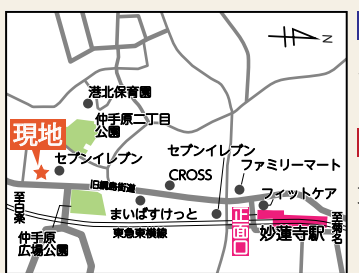 N
港北保育園
仲手原二丁目
公園
現地
セブンイレブン
セブンイレブン
ファミリーマート
CROSS
旧綱島街道
フィットケア
至白楽
まいばすけっと
正面口
妙蓮寺駅
至菊名
仲手原
広場公園
東急東横線